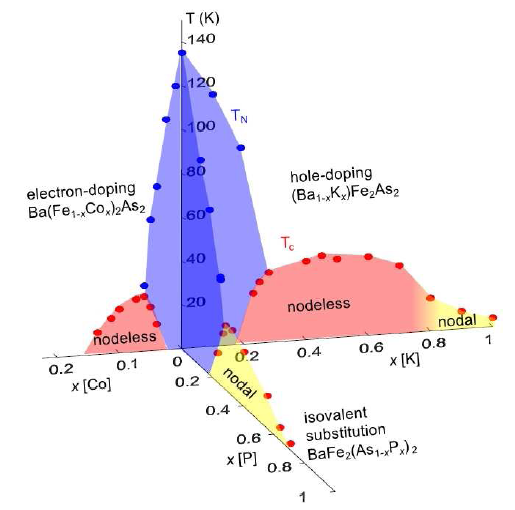 T (K)
140
120
100
80
60
40
20
T_N
T_c
electron-doping
Ba(Fe₁₋ₓCoₓ)₂As₂
hole-doping
(Ba₁₋ₓKₓ)Fe₂As₂
nodeless
nodeless
nodal
nodal
0.2
0.1
0
x [Co]
0.2
0.4
0.6
0.8
1
x [K]
0.2
0.4
0.6
0.8
1
x [P]
isovalent
substitution
BaFe₂(As₁₋ₓPₓ)₂